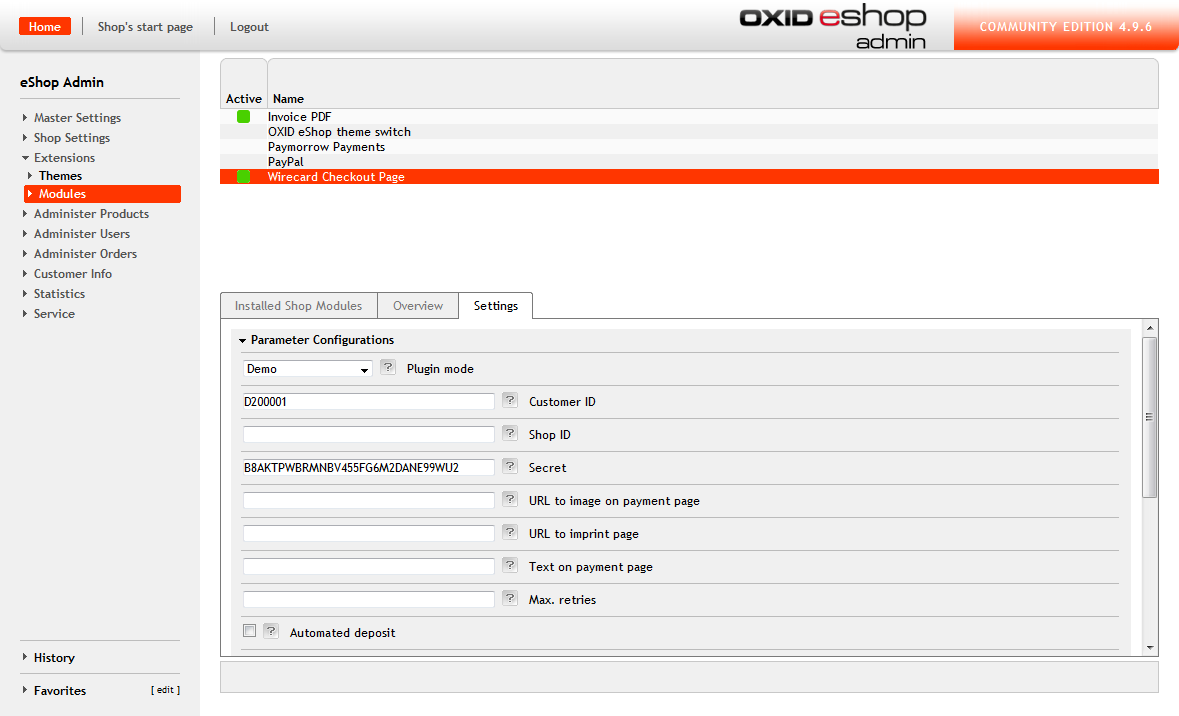 Home Shop's start page Logout
OXID eshop admin
COMMUNITY EDITION 4.9.6
eShop Admin
Master Settings
Shop Settings
Extensions
Themes
Modules
Administer Products
Administer Users
Administer Orders
Customer Info
Statistics
Service
History
Favorites [ edit ]
Active Name
Invoice PDF
OXID eShop theme switch
Paymorrow Payments
PayPal
Wirecard Checkout Page
Installed Shop Modules Overview Settings
Parameter Configurations
Demo ? Plugin mode
D200001 ? Customer ID
? Shop ID
B8AKTPWBRMNBV455FG6M2DANE99WU2 ? Secret
? URL to image on payment page
? URL to imprint page
? Text on payment page
? Max. retries
? Automated deposit